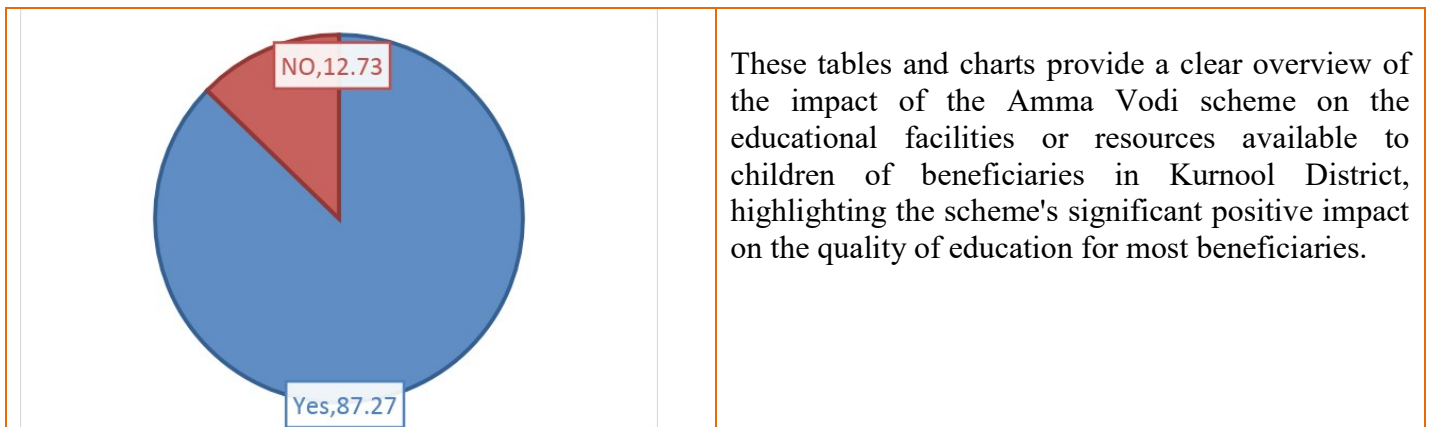 NO,12.73
Yes,87.27
These tables and charts provide a clear overview of
the impact of the Amma Vodi scheme on the
educational facilities or resources available to
children of beneficiaries in Kurnool District,
highlighting the scheme's significant positive impact
on the quality of education for most beneficiaries.